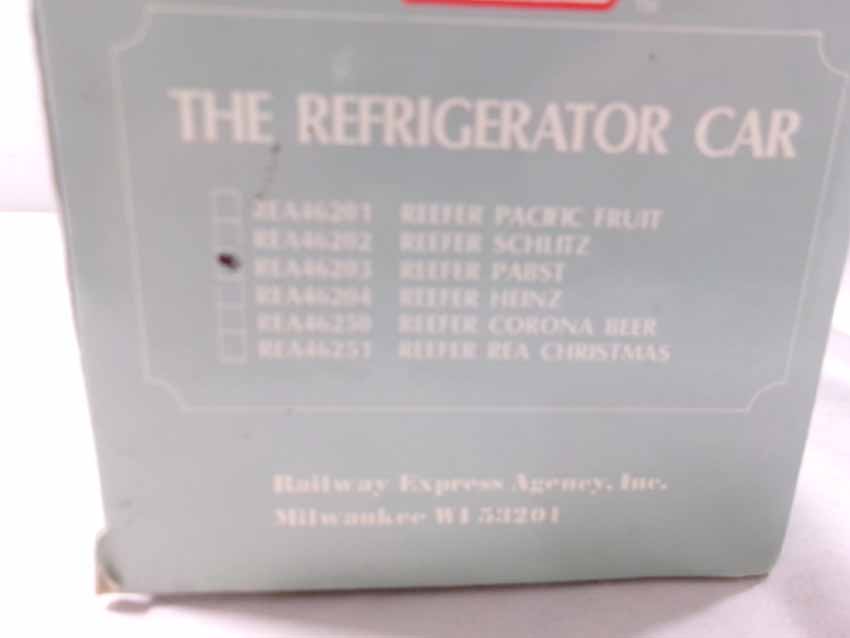 THE REFRIGERATOR CAR
REA46201 REEFER PACIFIC FRUIT
REA46202 REEFER SCHLITZ
REA46203 REEFER PABST
REA46204 REEFER HEINZ
REA46250 REEFER CORONA BEER
REA46251 REEFER REA CHRISTMAS
Railway Express Agency, Inc.
Milwaukee WI 53201